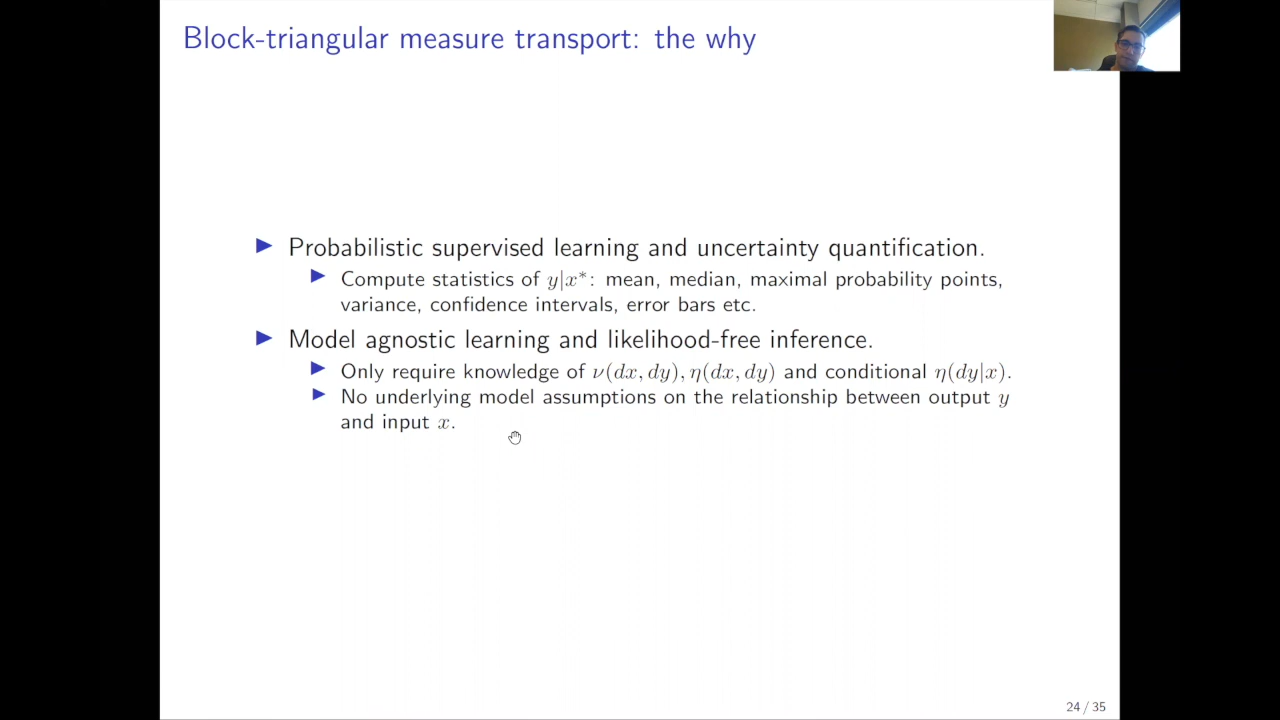 Block-triangular measure transport: the why
▶ Probabilistic supervised learning and uncertainty quantification.
▶ Compute statistics of y|x*: mean, median, maximal probability points,
variance, confidence intervals, error bars etc.
▶ Model agnostic learning and likelihood-free inference.
▶ Only require knowledge of ν(dx, dy), η(dx, dy) and conditional η(dy|x).
▶ No underlying model assumptions on the relationship between output y
and input x.
24 / 35